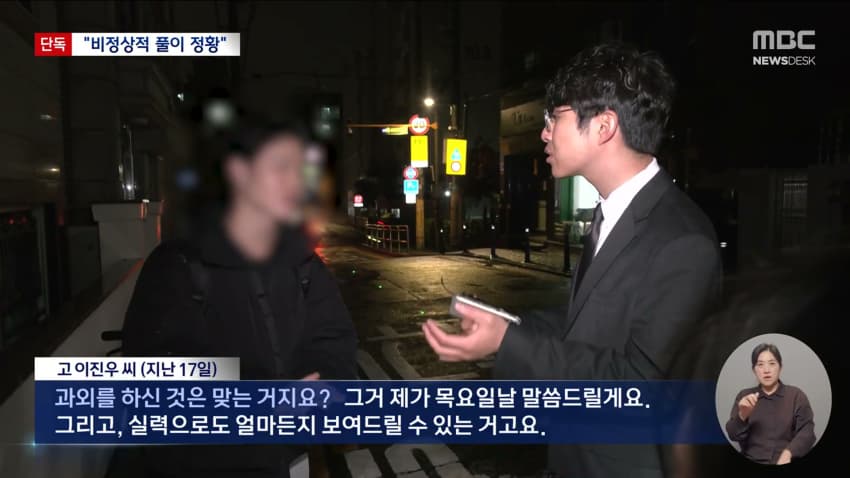 단독 "비정상적 풀이 정황"
MBC
NEWSDESK
고 이진우 씨 (지난 17일)
과외를 하신 것은 맞는 거지요? 그거 제가 목요일날 말씀드릴게요.
그리고, 실력으로도 얼마든지 보여드릴 수 있는 거고요.